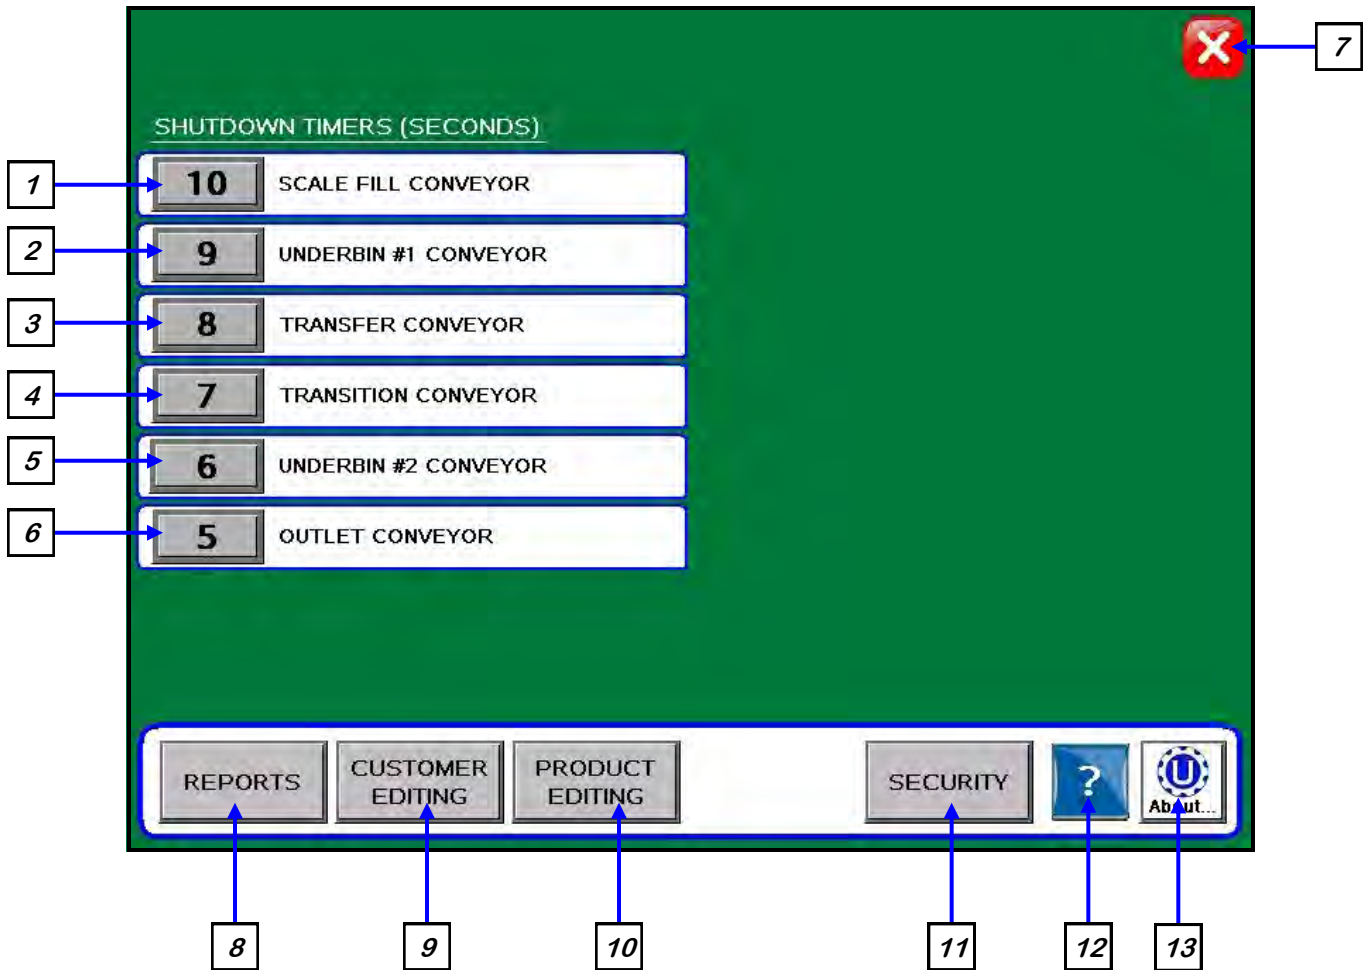 7
SHUTDOWN TIMERS (SECONDS)
1 10 SCALE FILL CONVEYOR
2 9 UNDERBIN #1 CONVEYOR
3 8 TRANSFER CONVEYOR
4 7 TRANSITION CONVEYOR
5 6 UNDERBIN #2 CONVEYOR
6 5 OUTLET CONVEYOR
REPORTS
CUSTOMER
EDITING
PRODUCT
EDITING
SECURITY
?
U
About...
8 9 10 11 12 13